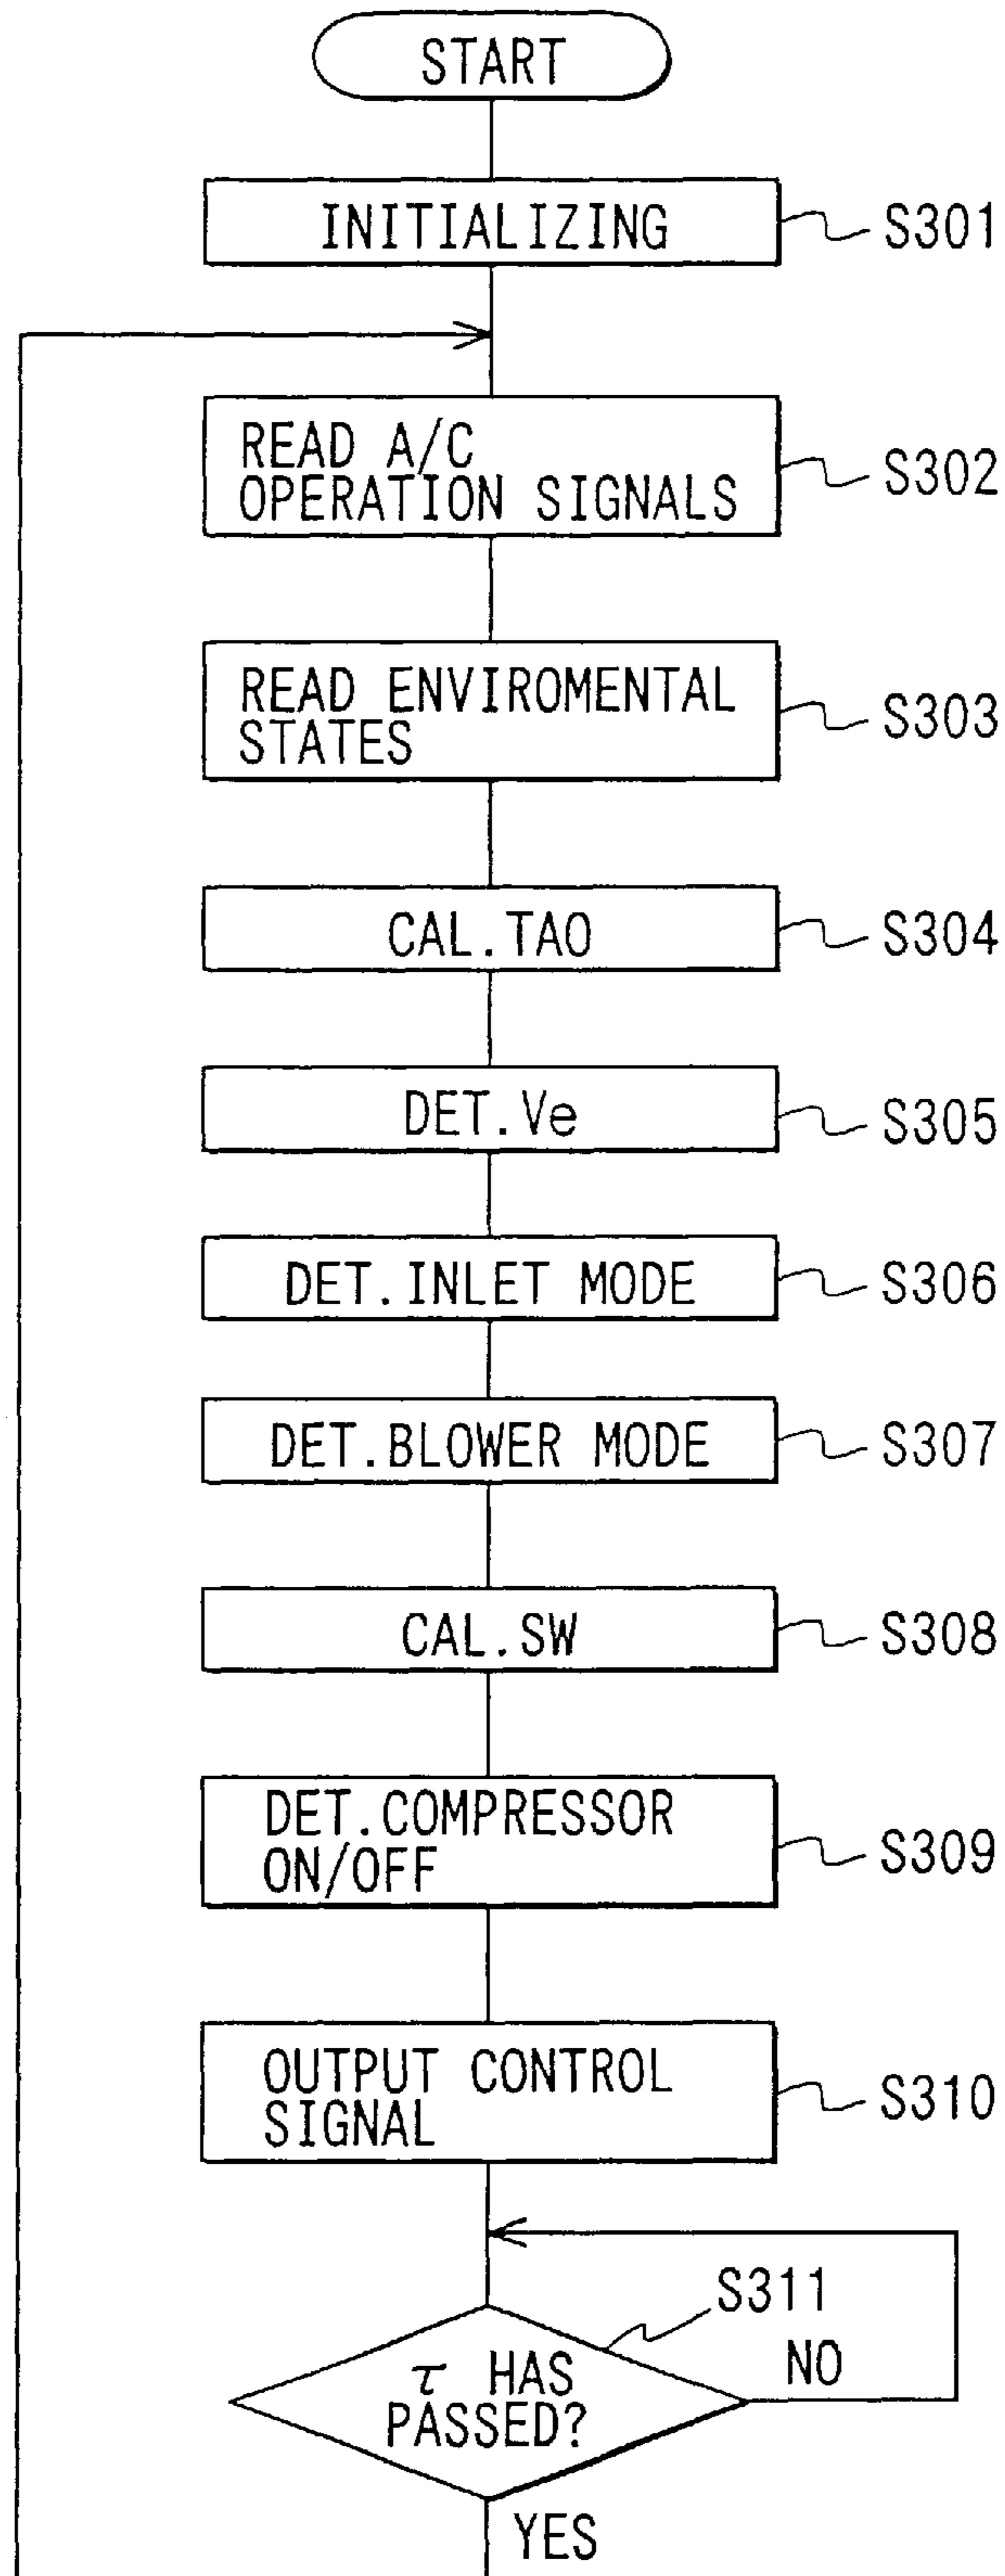 START
INITIALIZING
S301
READ A/C
OPERATION SIGNALS
S302
READ ENVIROMENTAL
STATES
S303
CAL.TAO
S304
DET.Ve
S305
DET.INLET MODE
S306
DET.BLOWER MODE
S307
CAL.SW
S308
DET.COMPRESSOR
ON/OFF
S309
OUTPUT CONTROL
SIGNAL
S310
S311
τ HAS
PASSED?
NO
YES